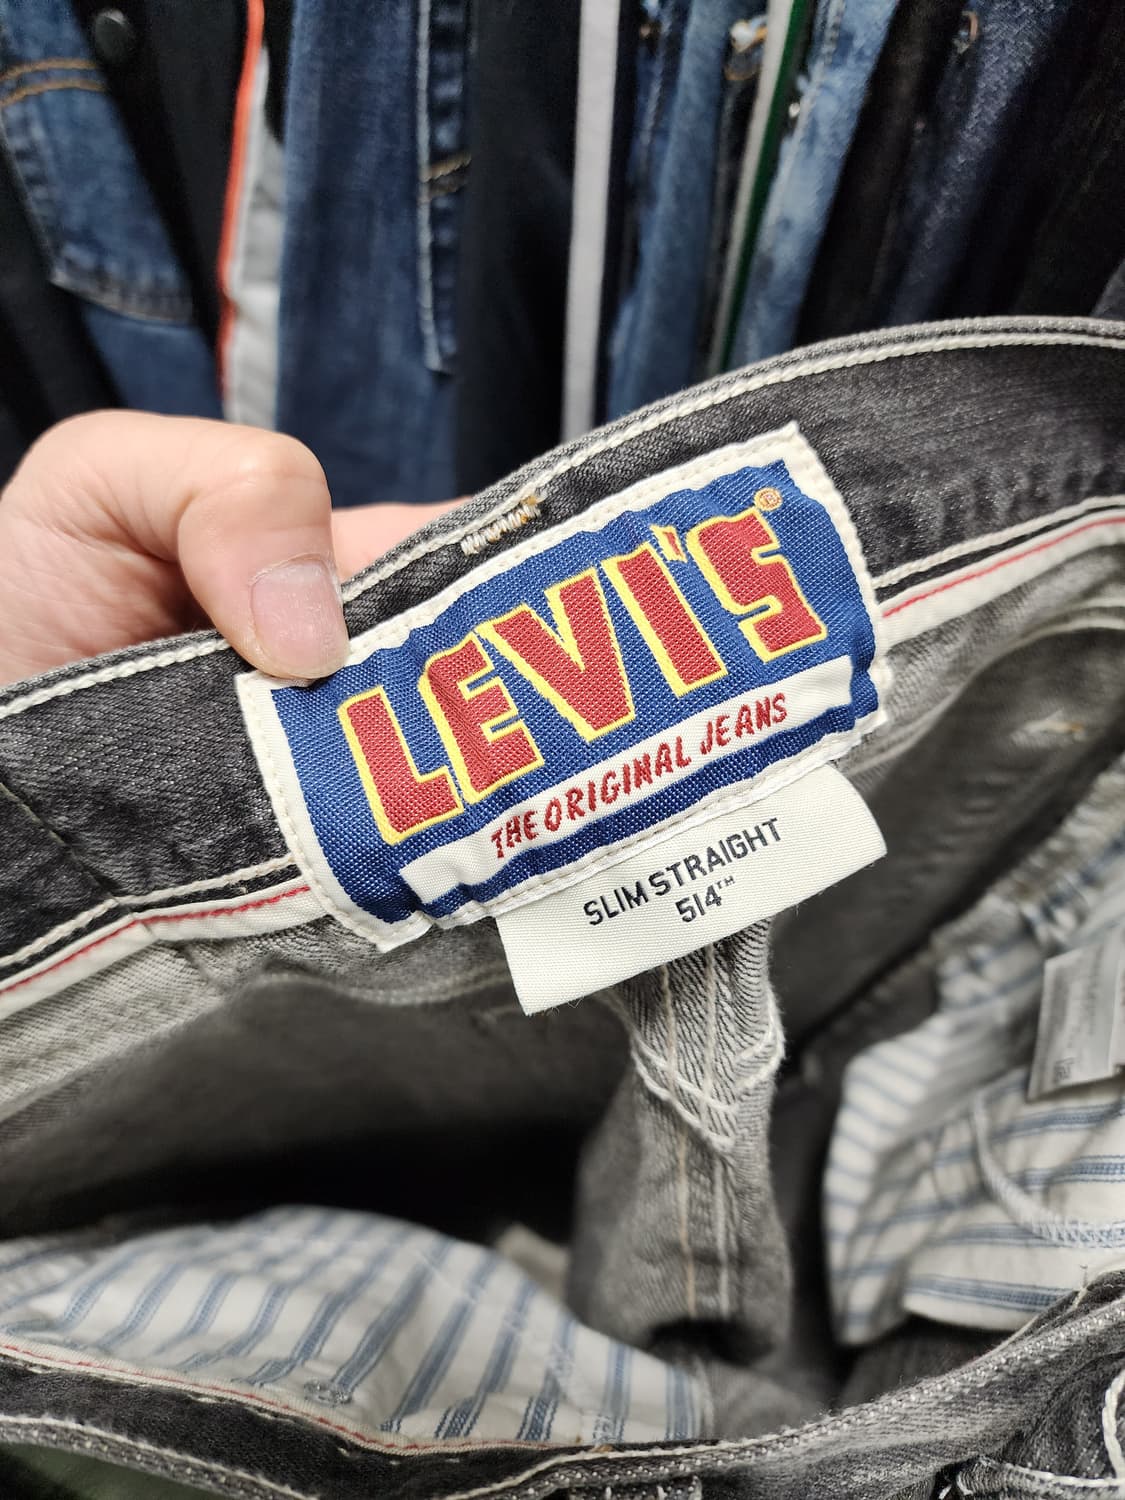 LEVI'S®
THE ORIGINAL JEANS
SLIM STRAIGHT
514™